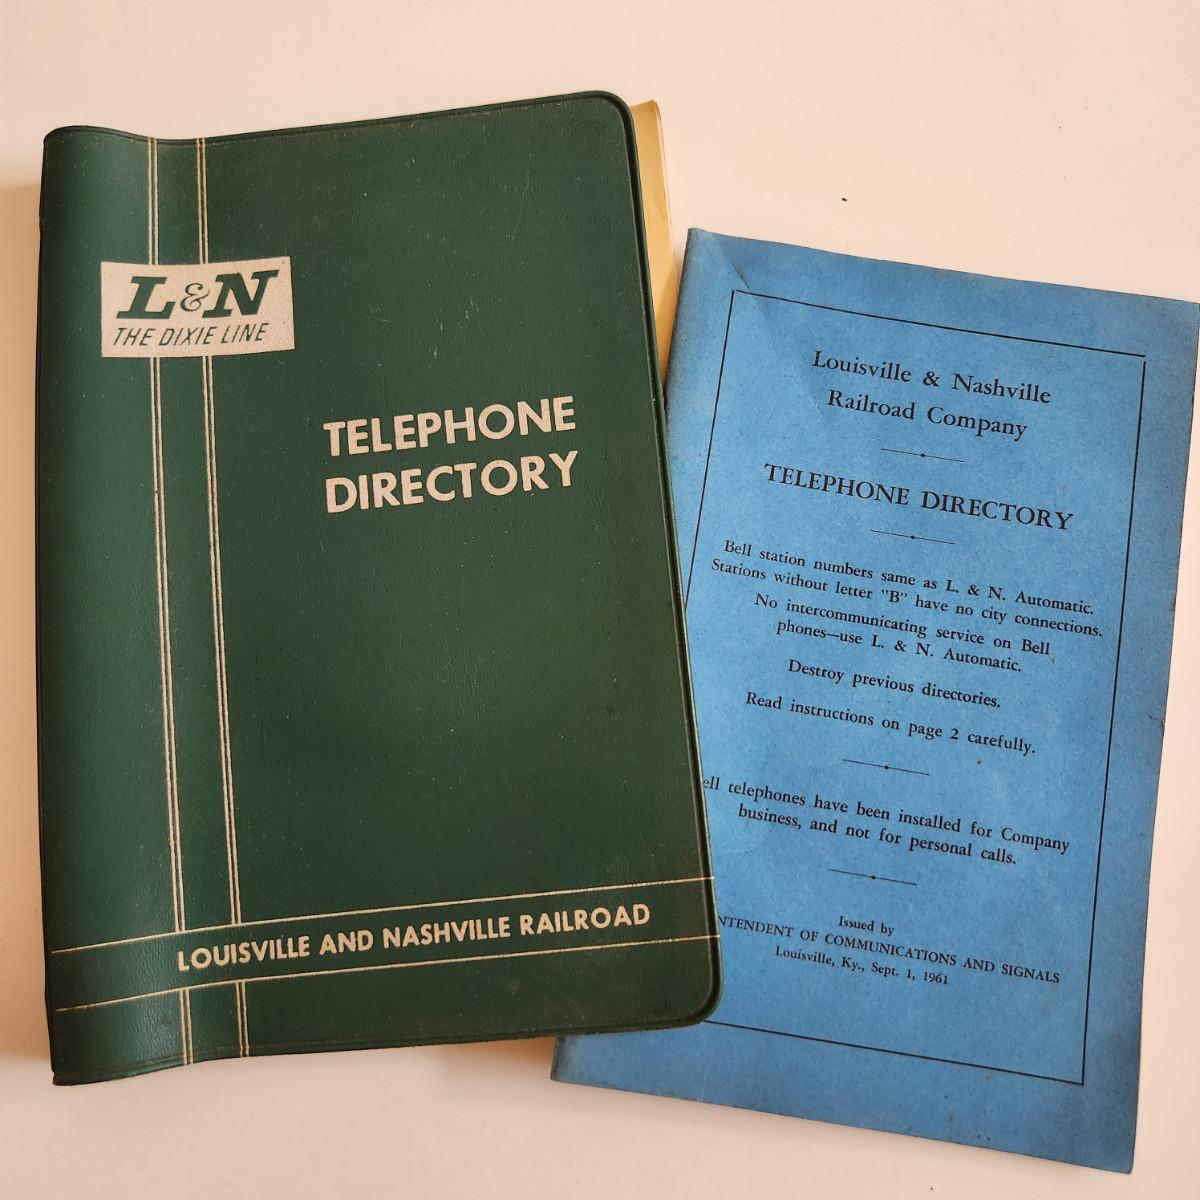 L&N
THE DIXIE LINE
TELEPHONE
DIRECTORY
LOUISVILLE AND NASHVILLE RAILROAD
Louisville & Nashville
Railroad Company
TELEPHONE DIRECTORY
Bell station numbers same as L. & N. Automatic.
Stations without letter "B" have no city connections.
No intercommunicating service on Bell
phones—use L. & N. Automatic.
Destroy previous directories.
Read instructions on page 2 carefully.
ell telephones have been installed for Company
business, and not for personal calls.
Issued by
NTENDENT OF COMMUNICATIONS AND SIGNALS
Louisville, Ky., Sept. 1, 1961